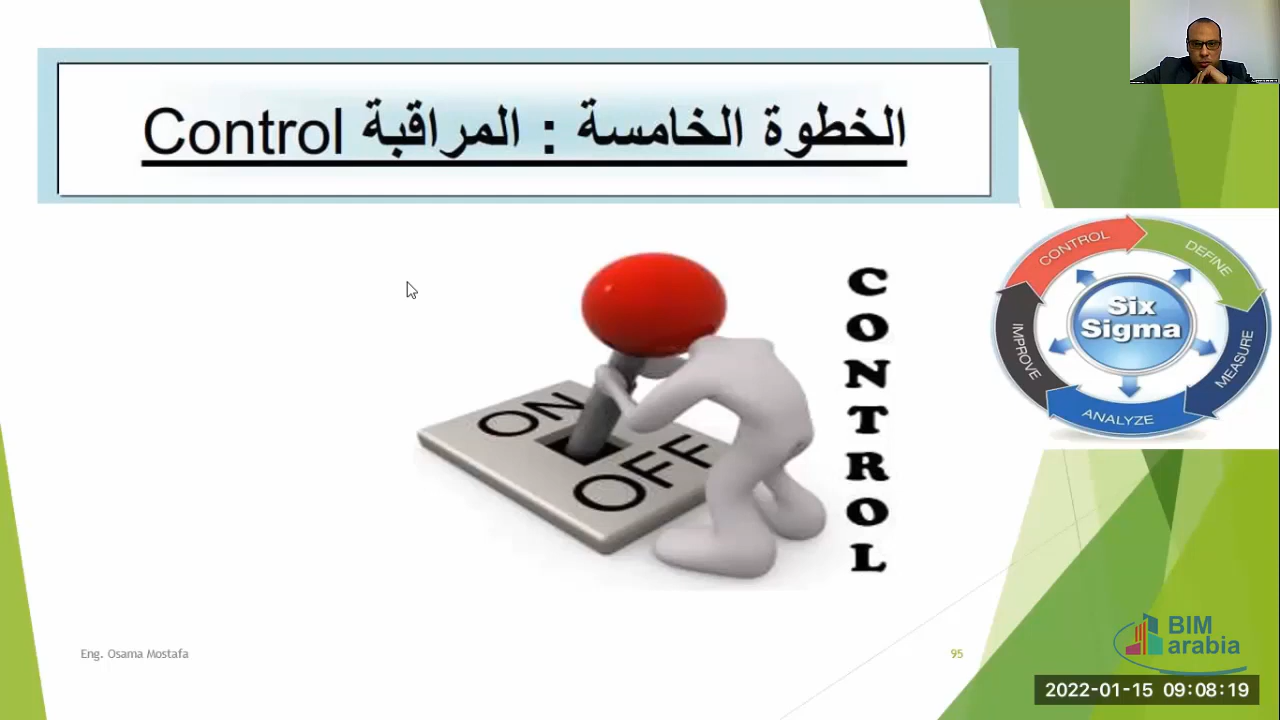 الخطوة الخامسة : المراقبة Control
CONTROL
DEFINE
MEASURE
ANALYZE
IMPROVE
Six
Sigma
ON
OFF
CONTROL
Eng. Osama Mostafa
95
BIM
arabia
2022-01-15 09:08:19